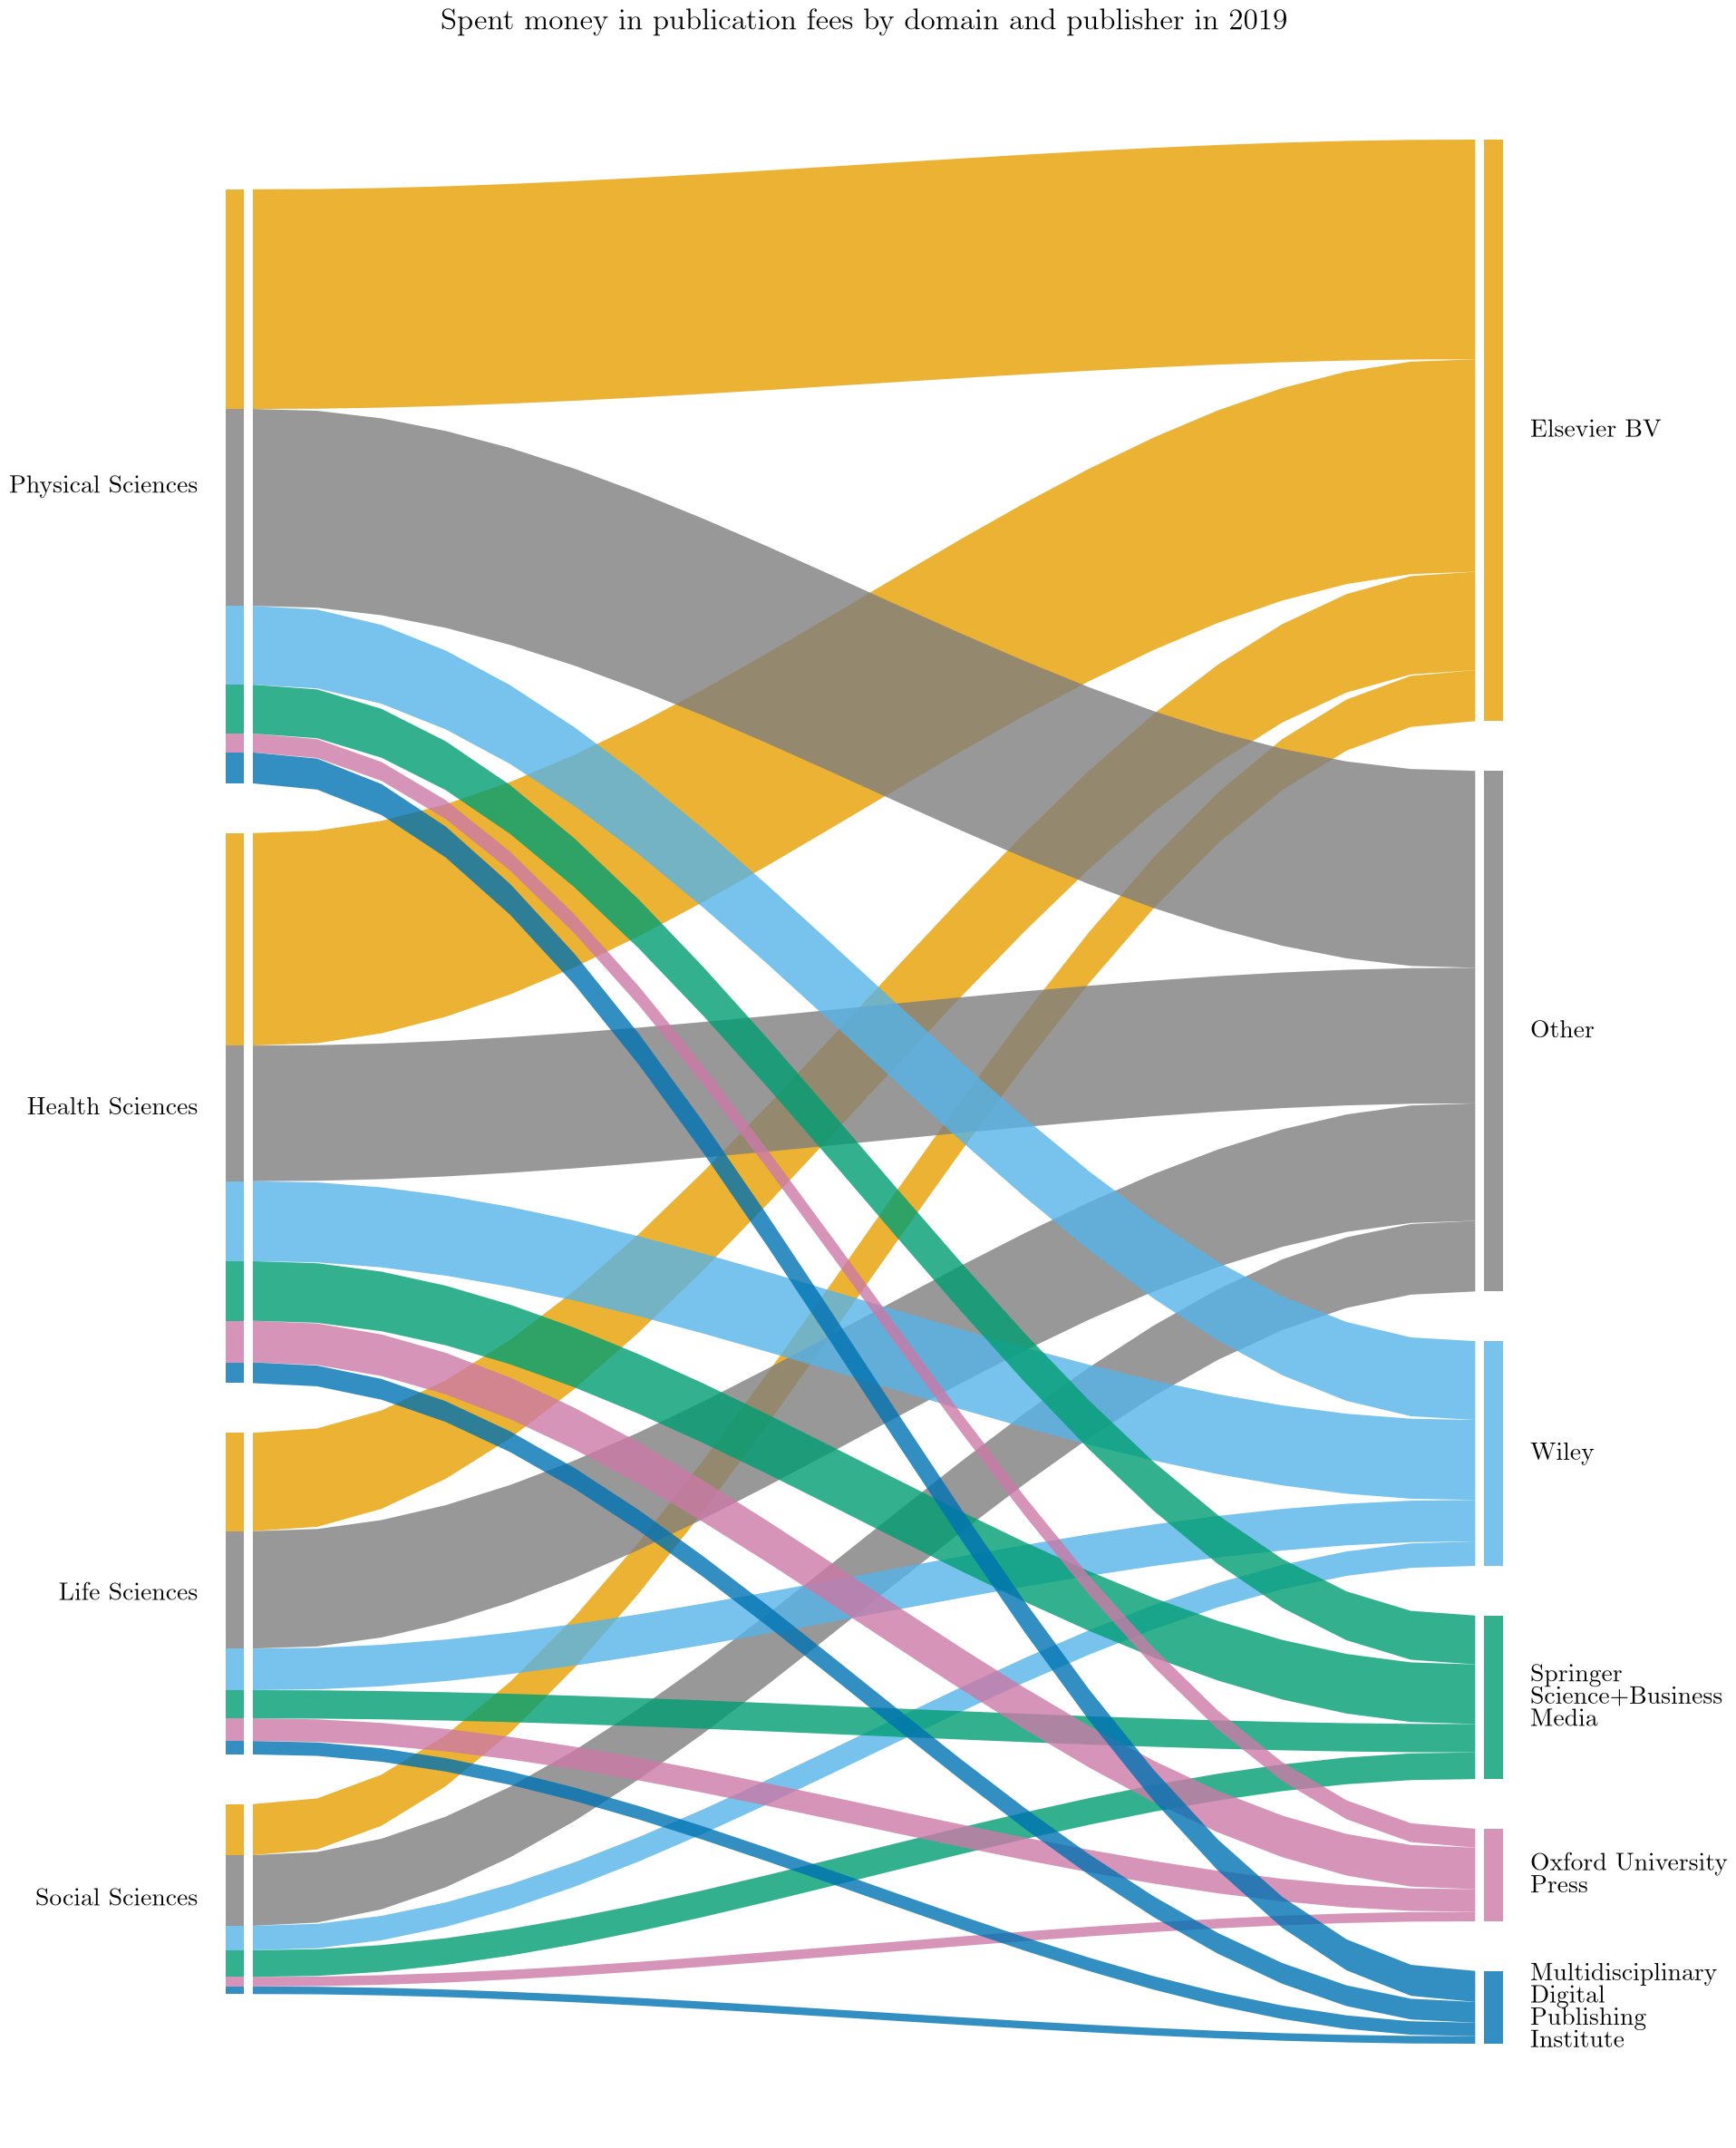 Spent money in publication fees by domain and publisher in 2019
Physical Sciences
Health Sciences
Life Sciences
Social Sciences
Elsevier BV
Other
Wiley
Springer
Science+Business
Media
Oxford University
Press
Multidisciplinary
Digital
Publishing
Institute